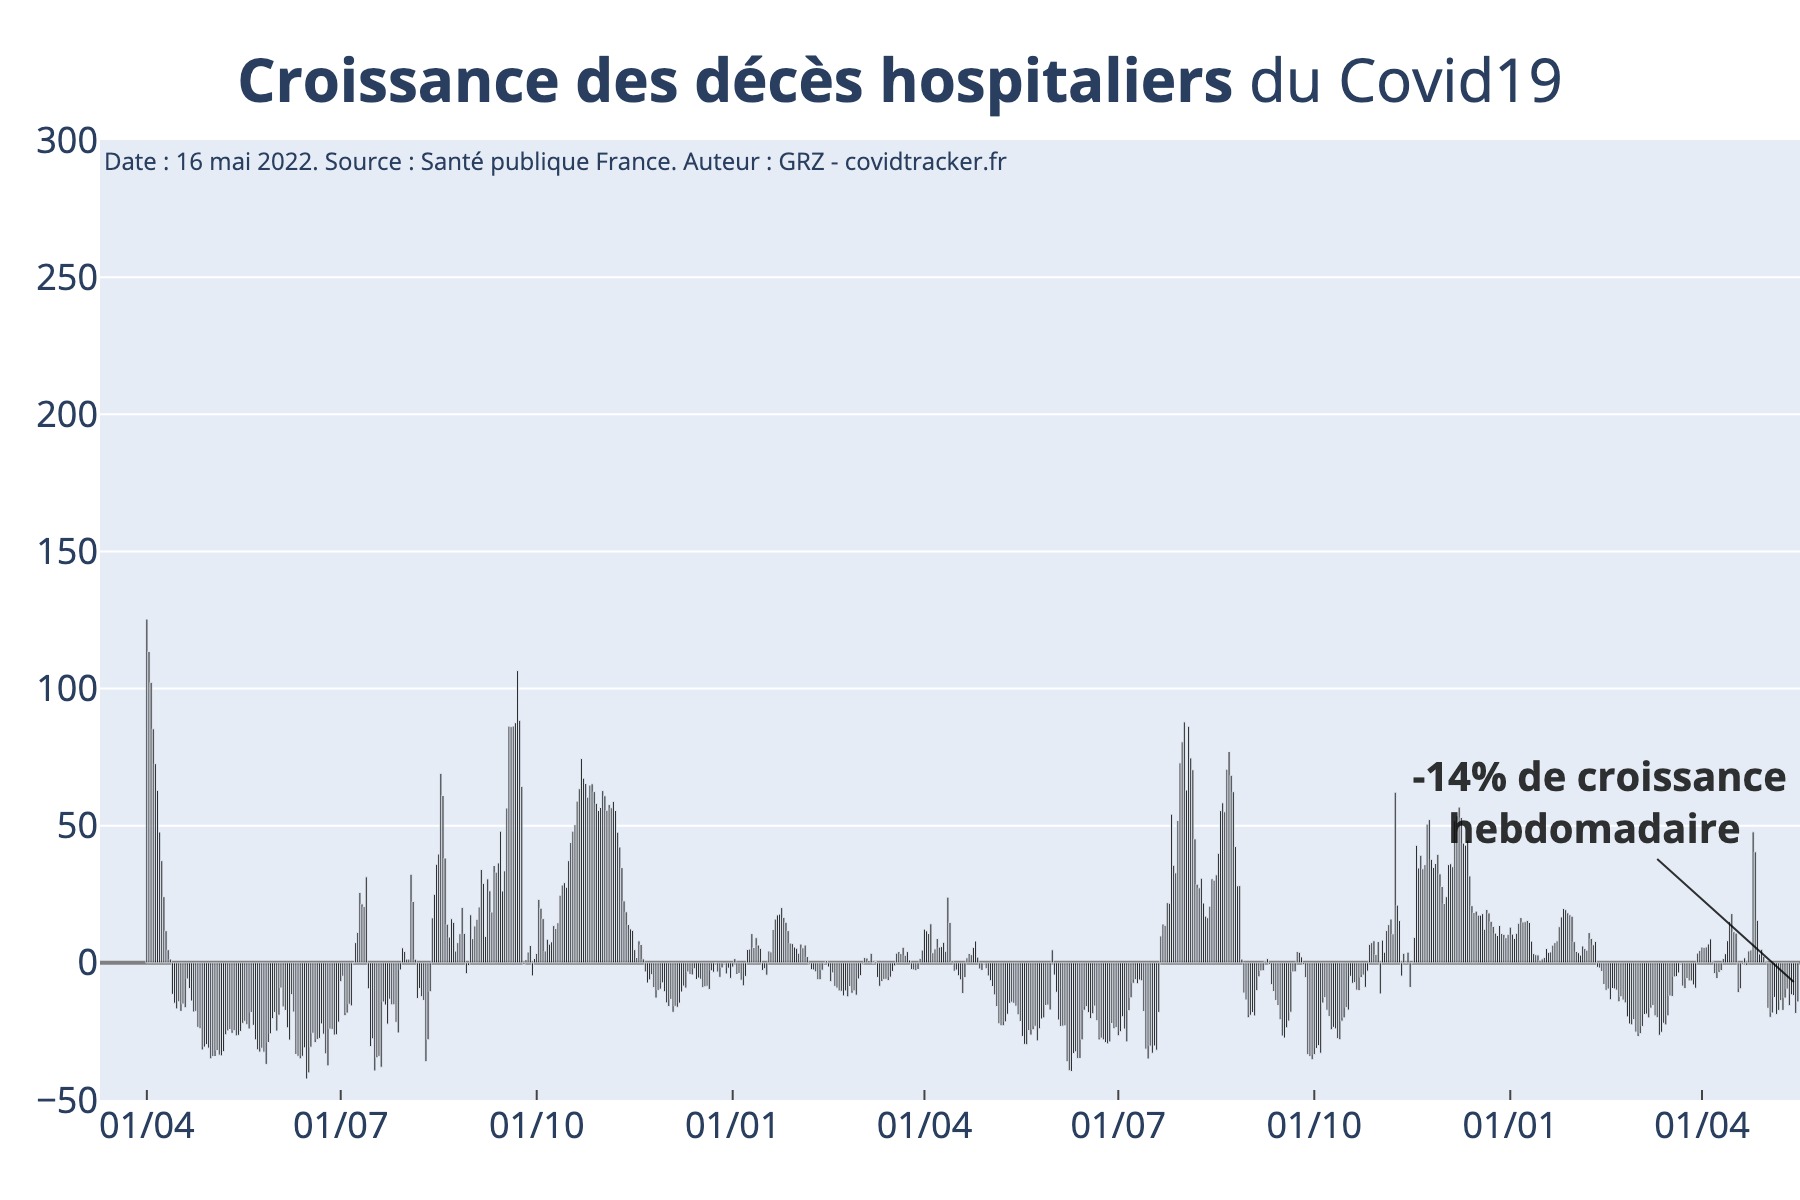 Croissance des décès hospitaliers du Covid19
300
Date : 16 mai 2022. Source : Santé publique France. Auteur : GRZ - covidtracker.fr
250
200
150
100
-14% de croissance
hebdomadaire
50
0
−50
01/04 01/07 01/10 01/01 01/04 01/07 01/10 01/01 01/04